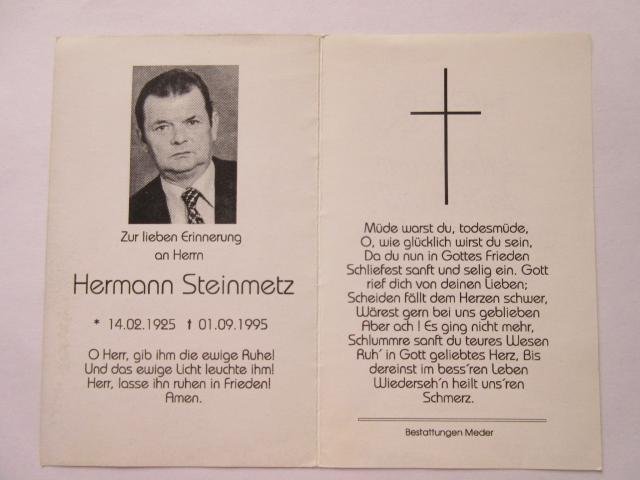 Zur lieben Erinnerung
an Herrn
Hermann Steinmetz
* 14.02.1925 † 01.09.1995
O Herr, gib ihm die ewige Ruhe!
Und das ewige Licht leuchte ihm!
Herr, lasse ihn ruhen in Frieden!
Amen.
Müde warst du, todesmüde,
O, wie glücklich wirst du sein,
Da du nun in Gottes Frieden
Schliefest sanft und selig ein. Gott
rief dich von deinen Lieben;
Scheiden fällt dem Herzen schwer,
Wärest gern bei uns geblieben
Aber ach! Es ging nicht mehr,
Schlummre sanft du teures Wesen
Ruh' in Gott geliebtes Herz, Bis
dereinst im bess'ren Leben
Wiederseh'n heilt uns'ren
Schmerz.
Bestattungen Meder